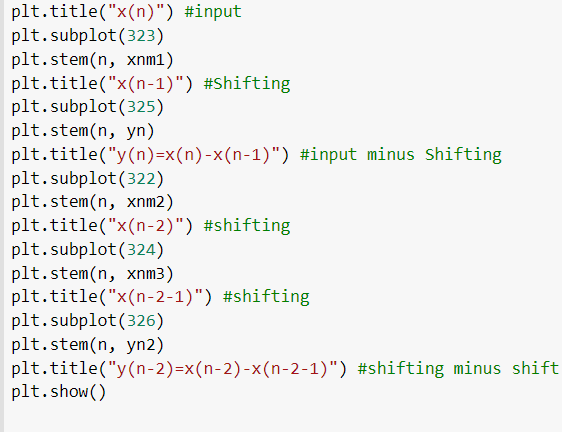 plt.title("x(n)") #input
plt.subplot(323)
plt.stem(n, xnm1)
plt.title("x(n-1)") #Shifting
plt.subplot(325)
plt.stem(n, yn)
plt.title("y(n)=x(n)-x(n-1)") #input minus Shifting
plt.subplot(322)
plt.stem(n, xnm2)
plt.title("x(n-2)") #shifting
plt.subplot(324)
plt.stem(n, xnm3)
plt.title("x(n-2-1)") #shifting
plt.subplot(326)
plt.stem(n, yn2)
plt.title("y(n-2)=x(n-2)-x(n-2-1)") #shifting minus shift
plt.show()